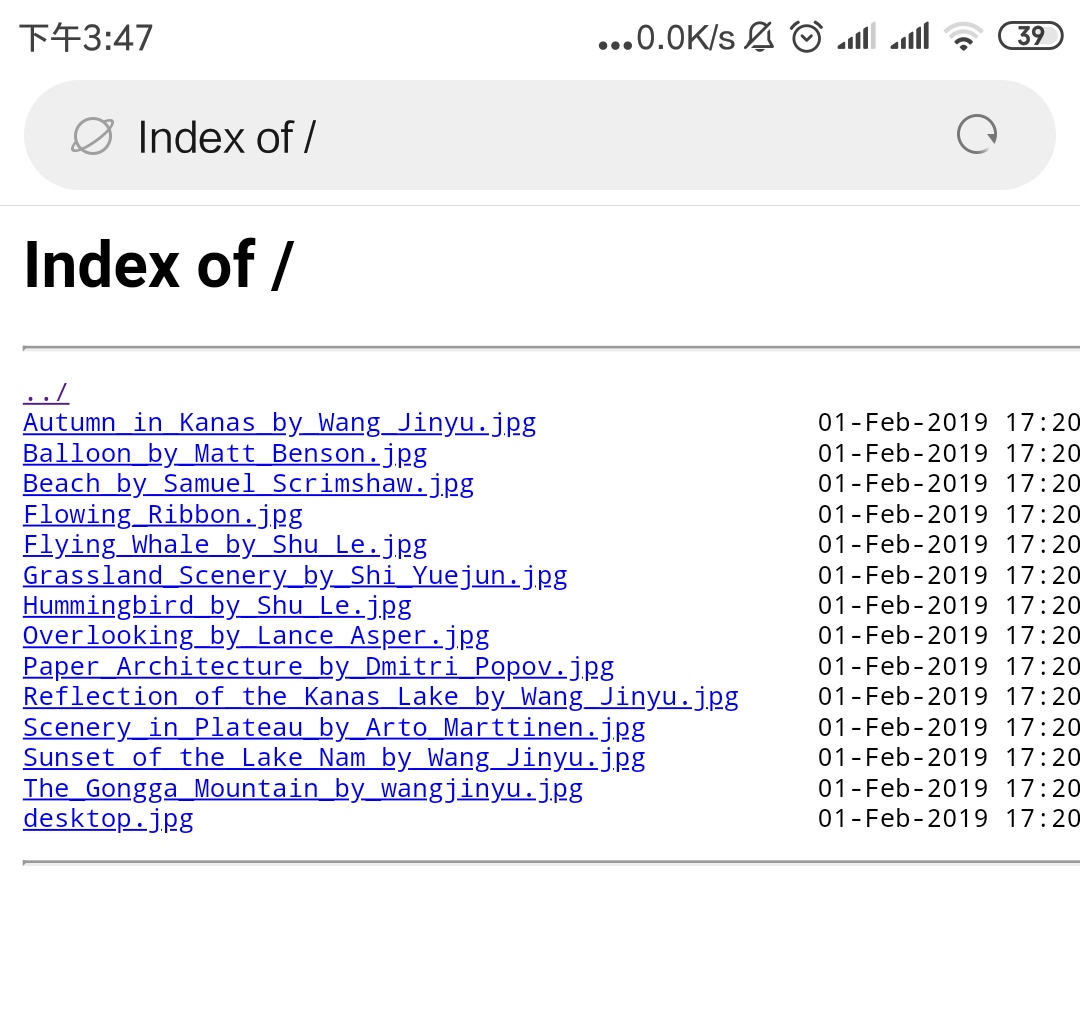 下午3:47 ...0.0K/s 39
Index of /
Index of /
../
Autumn_in_Kanas_by_Wang_Jinyu.jpg 01-Feb-2019 17:20
Balloon_by_Matt_Benson.jpg 01-Feb-2019 17:20
Beach_by_Samuel_Scrimshaw.jpg 01-Feb-2019 17:20
Flowing_Ribbon.jpg 01-Feb-2019 17:20
Flying_Whale_by_Shu_Le.jpg 01-Feb-2019 17:20
Grassland_Scenery_by_Shi_Yuejun.jpg 01-Feb-2019 17:20
Hummingbird_by_Shu_Le.jpg 01-Feb-2019 17:20
Overlooking_by_Lance_Asper.jpg 01-Feb-2019 17:20
Paper_Architecture_by_Dmitri_Popov.jpg 01-Feb-2019 17:20
Reflection_of_the_Kanas_Lake_by_Wang_Jinyu.jpg 01-Feb-2019 17:20
Scenery_in_Plateau_by_Arto_Marttinen.jpg 01-Feb-2019 17:20
Sunset_of_the_Lake_Nam_by_Wang_Jinyu.jpg 01-Feb-2019 17:20
The_Gongga_Mountain_by_wangjinyu.jpg 01-Feb-2019 17:20
desktop.jpg 01-Feb-2019 17:20